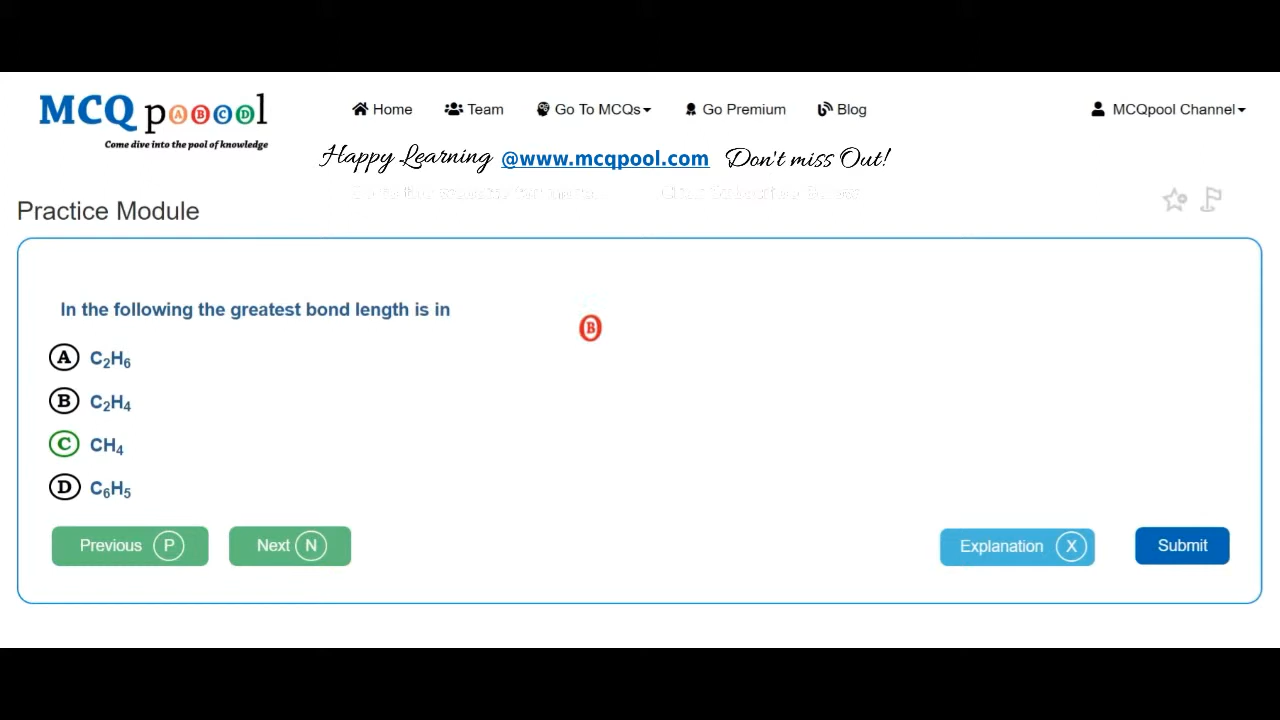 MCQ pABCDl
Come dive into the pool of knowledge
Home Team Go To MCQs Go Premium Blog MCQpool Channel
Happy Learning @www.mcqpool.com Don't miss Out!
Practice Module
In the following the greatest bond length is in
B
A C₂H₆
B C₂H₄
C CH₄
D C₆H₅
Previous P Next N Explanation X Submit